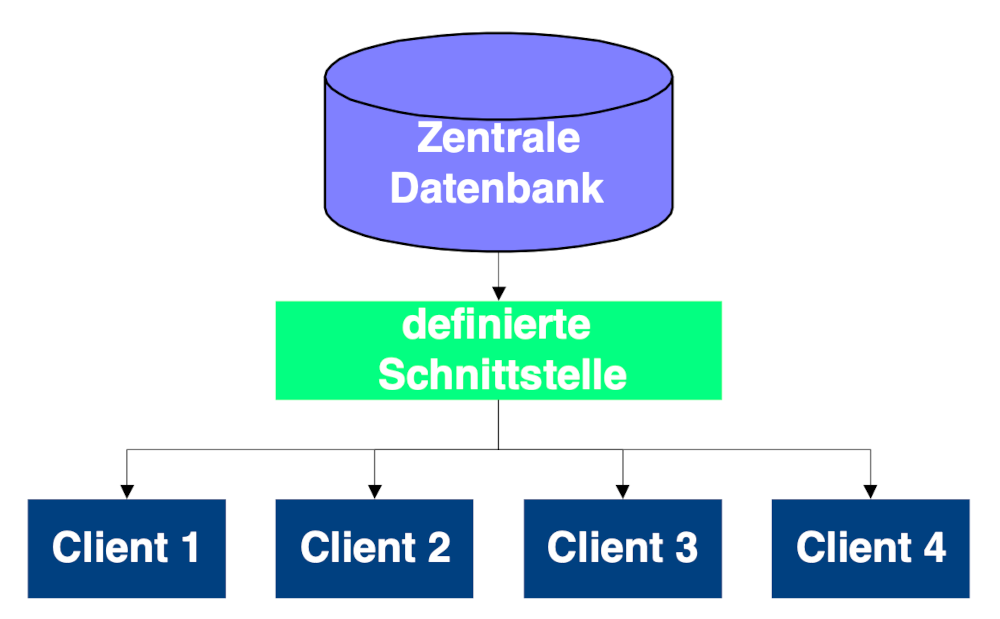 Zentrale
Datenbank
definierte
Schnittstelle
Client 1
Client 2
Client 3
Client 4